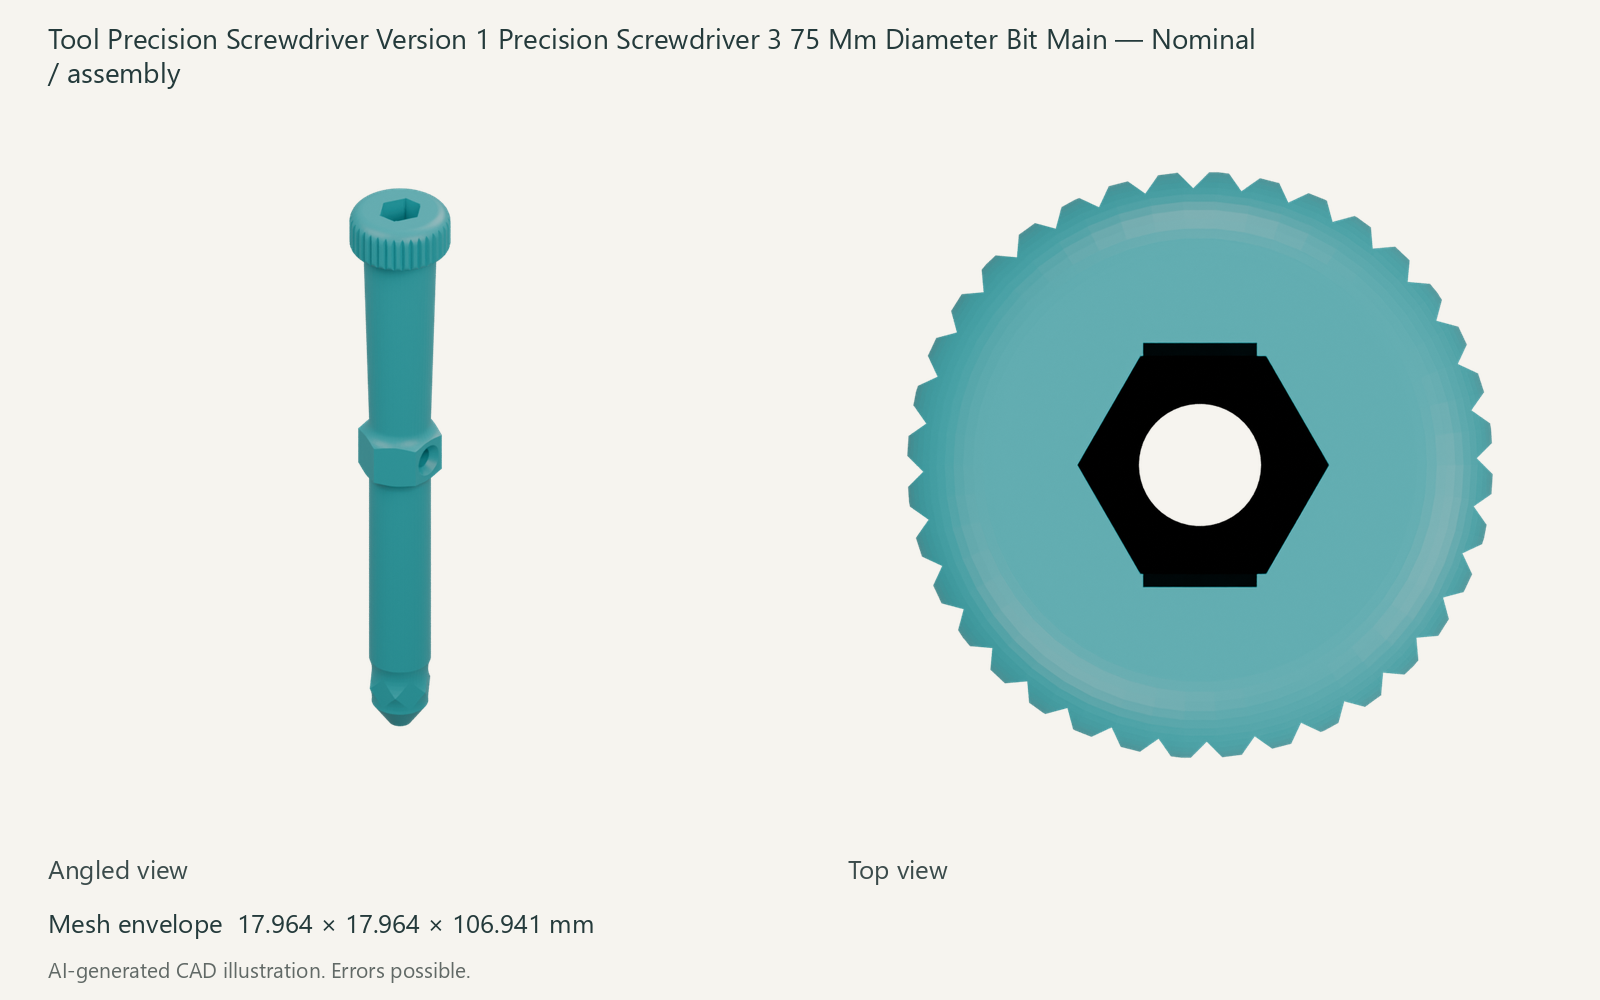 Tool Precision Screwdriver Version 1 Precision Screwdriver 3 75 Mm Diameter Bit Main — Nominal
/ assembly
Angled view
Top view
Mesh envelope 17.964 × 17.964 × 106.941 mm
AI-generated CAD illustration. Errors possible.